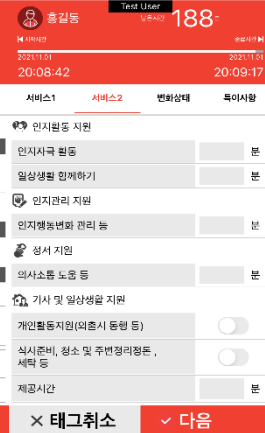 Test User
홍길동
남은시간
188분
시작시간
종료시간
2021.11.01
2021.11.01
20:08:42
20:09:17
서비스1
서비스2
변화상태
특이사항
인지활동 지원
인지자극 활동
분
일상생활 함께하기
분
인지관리 지원
인지행동변화 관리 등
분
정서 지원
의사소통 도움 등
분
가사 및 일상생활 지원
개인활동지원(외출시 동행 등)
식사준비, 청소 및 주변정리정돈 ,
세탁 등
제공시간
분
태그취소
다음